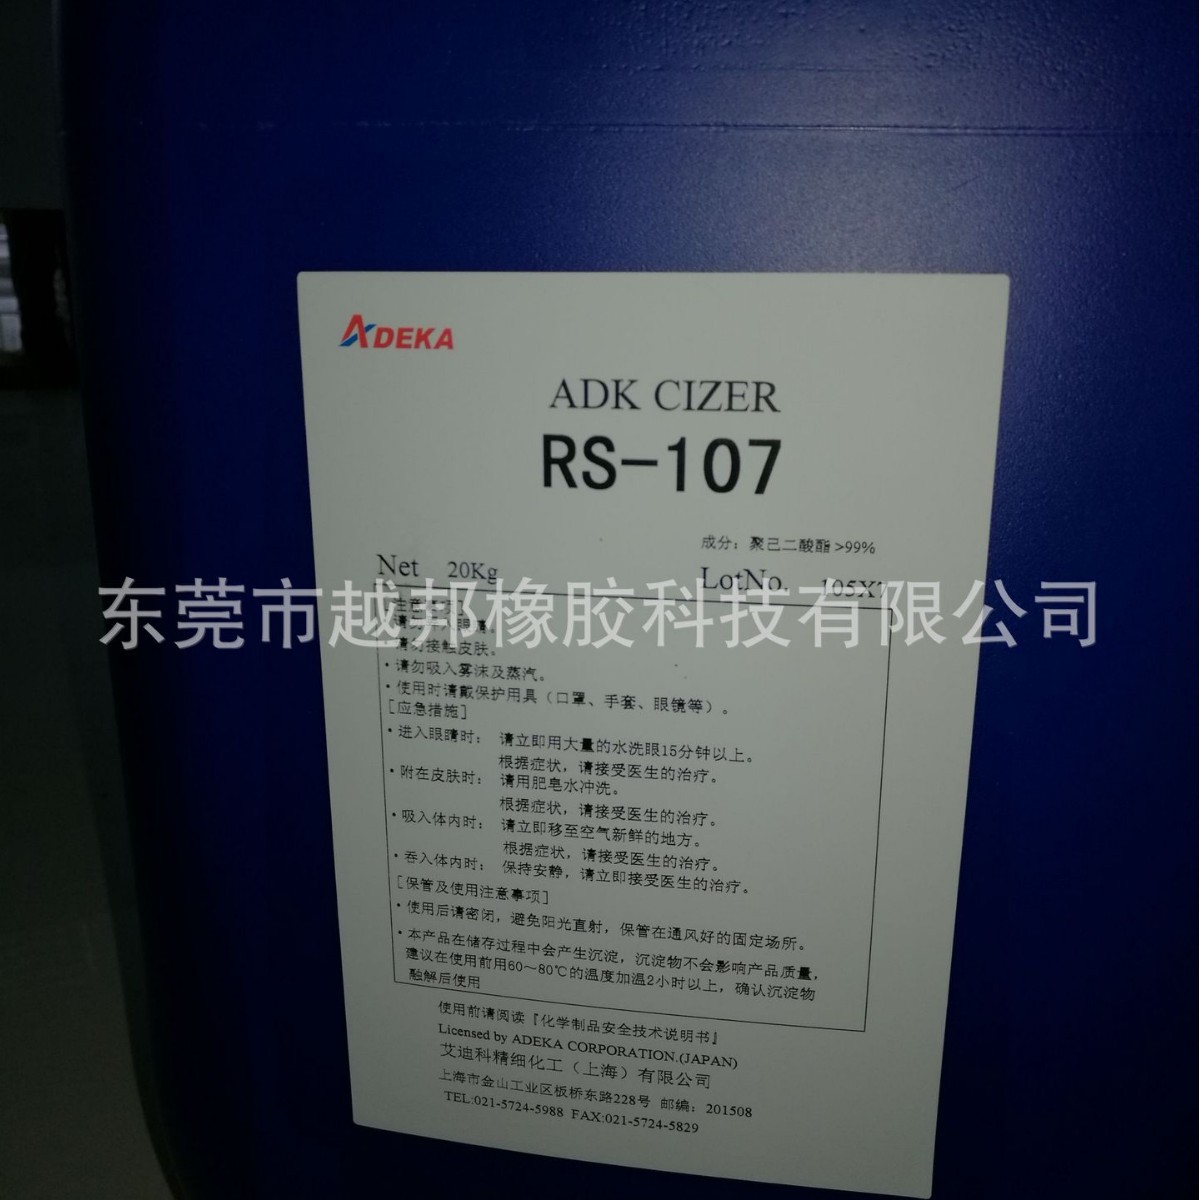 ADEKA
ADK CIZER
RS-107
成分：聚己二酸酯>99%
Net 20Kg
LotNo. 105X7
东莞市越邦橡胶科技有限公司
请勿接触皮肤。
・请勿吸入雾沫及蒸汽。
・使用时请戴保护用具（口罩、手套、眼镜等）。
[应急措施]
・进入眼睛时： 请立即用大量的水洗眼15分钟以上。
根据症状，请接受医生的治疗。
・附在皮肤时： 请用肥皂水冲洗。
根据症状，请接受医生的治疗。
・吸入体内时： 请立即移至空气新鲜的地方。
根据症状，请接受医生的治疗。
・吞入体内时： 保持安静，请立即接受医生的治疗。
[保管及使用注意事项]
・使用后请密闭，避免阳光直射，保管在通风好的固定场所。
・本产品在储存过程中会产生沉淀，沉淀物不会影响产品质量，
建议在使用前用60～80℃的温度加温2小时以上，确认沉淀物
融解后使用
使用前请阅读『化学制品安全技术说明书』
Licensed by ADEKA CORPORATION.(JAPAN)
艾迪科精细化工（上海）有限公司
上海市金山工业区板桥东路228号 邮编：201508
TEL:021-5724-5988 FAX:021-5724-5829